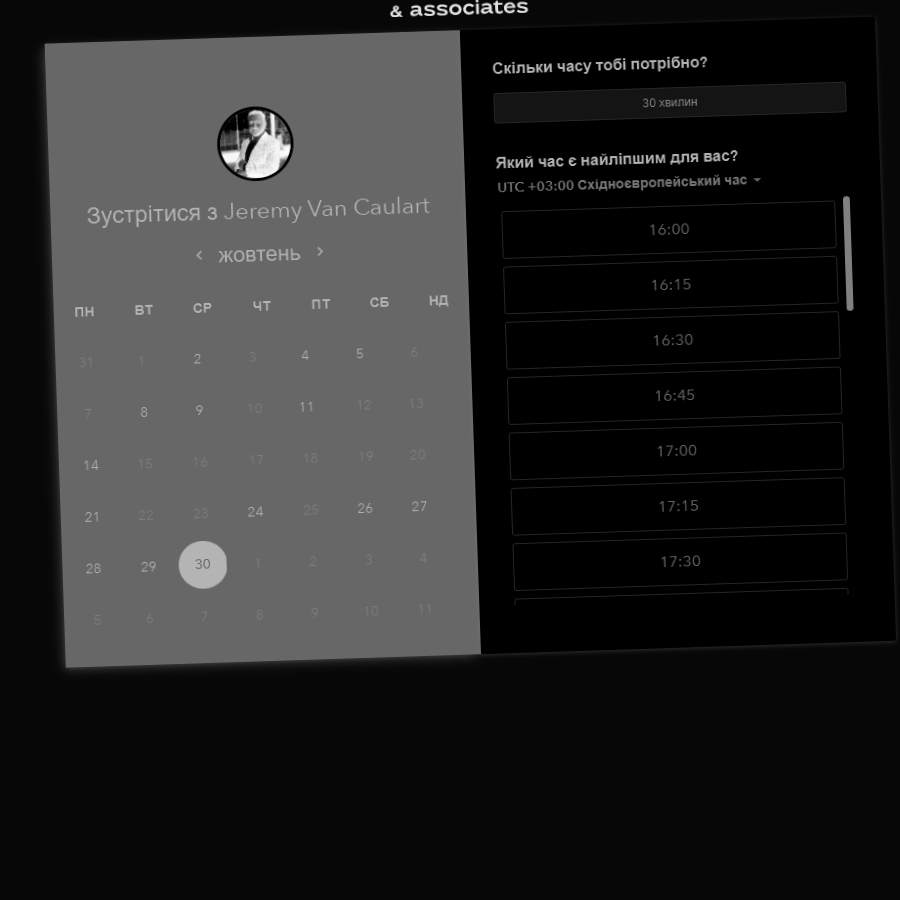 & associates
Зустрітися з Jeremy Van Caulart
‹ жовтень ›
ПН ВТ СР ЧТ ПТ СБ НД
31 1 2 3 4 5 6
7 8 9 10 11 12 13
14 15 16 17 18 19 20
21 22 23 24 25 26 27
28 29 30 1 2 3 4
5 6 7 8 9 10 11
Скільки часу тобі потрібно?
30 хвилин
Який час є найліпшим для вас?
UTC +03:00 Східноєвропейський час
16:00
16:15
16:30
16:45
17:00
17:15
17:30